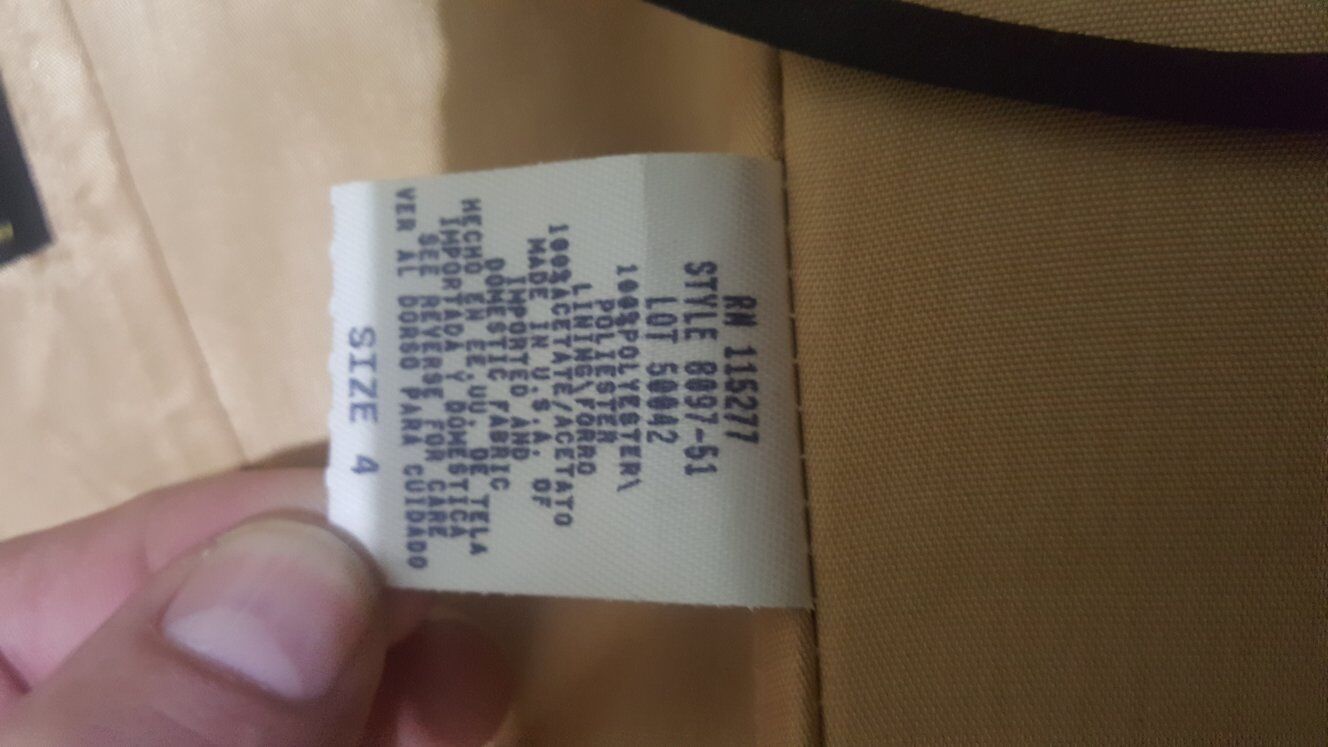 RN 115277
STYLE 8097-51
LOT 50042
100%POLYESTER\
POLIESTER
LINING\FORRO
100%ACETATE/ACETATO
MADE IN U.S.A. OF
IMPORTED AND
DOMESTIC FABRIC
HECHO EN EE.UU. DE TELA
IMPORTADA Y DOMESTICA
SEE REVERSE FOR CARE
VER AL DORSO PARA CUIDADO
SIZE 4